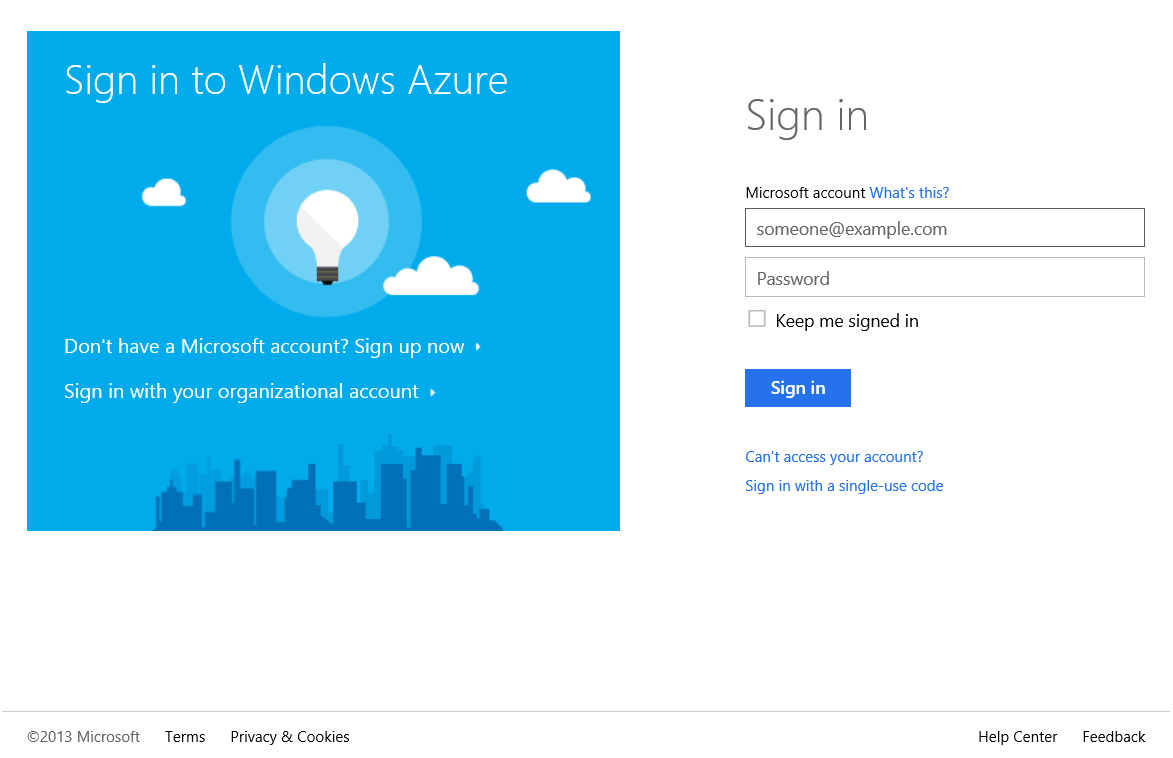 Sign in to Windows Azure
Don't have a Microsoft account? Sign up now
Sign in with your organizational account
Sign in
Microsoft account What's this?
someone@example.com
Password
Keep me signed in
Sign in
Can't access your account?
Sign in with a single-use code
©2013 Microsoft Terms Privacy & Cookies Help Center Feedback